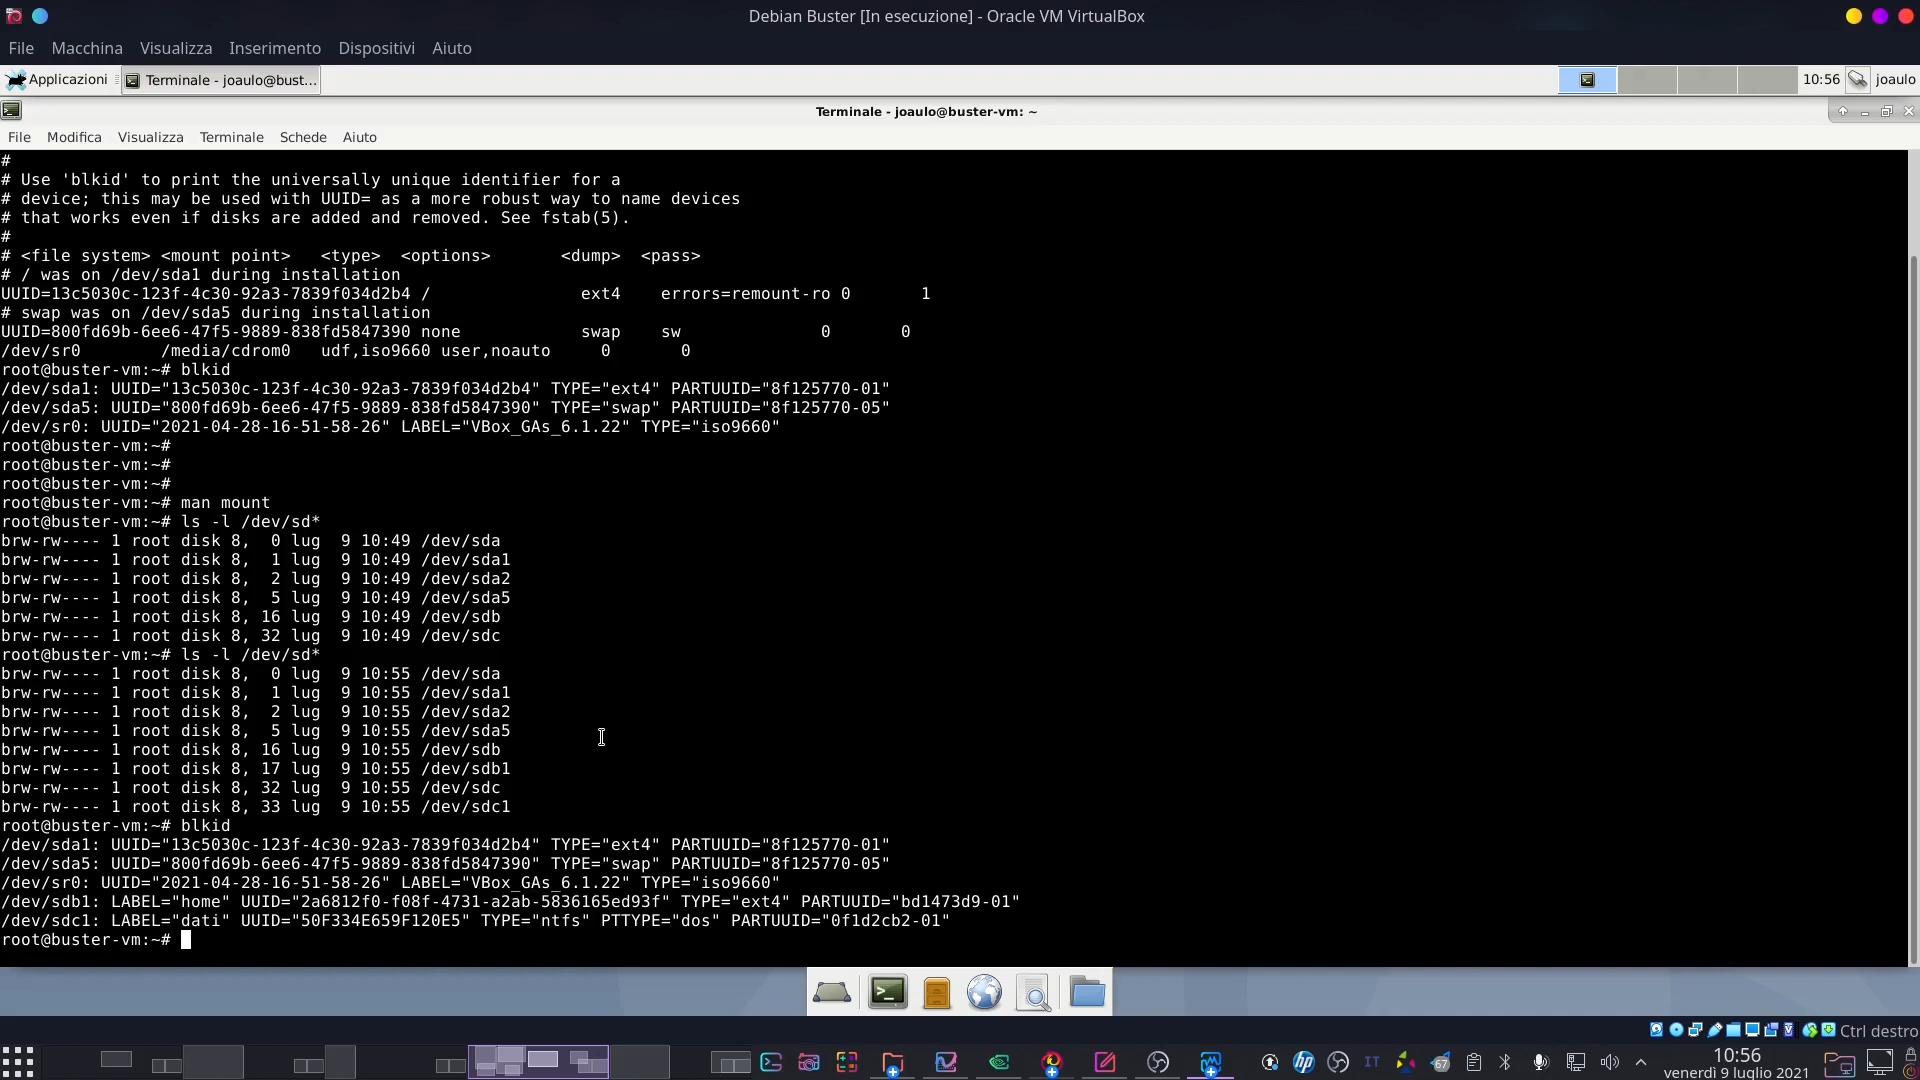 Debian Buster [In esecuzione] - Oracle VM VirtualBox
File Macchina Visualizza Inserimento Dispositivi Aiuto
Applicazioni Terminale - joaulo@bust... 10:56 joaulo
Terminale - joaulo@buster-vm: ~
File Modifica Visualizza Terminale Schede Aiuto
#
# Use 'blkid' to print the universally unique identifier for a
# device; this may be used with UUID= as a more robust way to name devices
# that works even if disks are added and removed. See fstab(5).
#
# <file system> <mount point>   <type>  <options>       <dump>  <pass>
# / was on /dev/sda1 during installation
UUID=13c5030c-123f-4c30-92a3-7839f034d2b4 /               ext4    errors=remount-ro 0       1
# swap was on /dev/sda5 during installation
UUID=800fd69b-6ee6-47f5-9889-838fd5847390 none            swap    sw              0       0
/dev/sr0        /media/cdrom0   udf,iso9660 user,noauto     0       0
root@buster-vm:~# blkid
/dev/sda1: UUID="13c5030c-123f-4c30-92a3-7839f034d2b4" TYPE="ext4" PARTUUID="8f125770-01"
/dev/sda5: UUID="800fd69b-6ee6-47f5-9889-838fd5847390" TYPE="swap" PARTUUID="8f125770-05"
/dev/sr0: UUID="2021-04-28-16-51-58-26" LABEL="VBox_GAs_6.1.22" TYPE="iso9660"
root@buster-vm:~#
root@buster-vm:~#
root@buster-vm:~#
root@buster-vm:~# man mount
root@buster-vm:~# ls -l /dev/sd*
brw-rw---- 1 root disk 8,  0 lug  9 10:49 /dev/sda
brw-rw---- 1 root disk 8,  1 lug  9 10:49 /dev/sda1
brw-rw---- 1 root disk 8,  2 lug  9 10:49 /dev/sda2
brw-rw---- 1 root disk 8,  5 lug  9 10:49 /dev/sda5
brw-rw---- 1 root disk 8, 16 lug  9 10:49 /dev/sdb
brw-rw---- 1 root disk 8, 32 lug  9 10:49 /dev/sdc
root@buster-vm:~# ls -l /dev/sd*
brw-rw---- 1 root disk 8,  0 lug  9 10:55 /dev/sda
brw-rw---- 1 root disk 8,  1 lug  9 10:55 /dev/sda1
brw-rw---- 1 root disk 8,  2 lug  9 10:55 /dev/sda2
brw-rw---- 1 root disk 8,  5 lug  9 10:55 /dev/sda5
brw-rw---- 1 root disk 8, 16 lug  9 10:55 /dev/sdb
brw-rw---- 1 root disk 8, 17 lug  9 10:55 /dev/sdb1
brw-rw---- 1 root disk 8, 32 lug  9 10:55 /dev/sdc
brw-rw---- 1 root disk 8, 33 lug  9 10:55 /dev/sdc1
root@buster-vm:~# blkid
/dev/sda1: UUID="13c5030c-123f-4c30-92a3-7839f034d2b4" TYPE="ext4" PARTUUID="8f125770-01"
/dev/sda5: UUID="800fd69b-6ee6-47f5-9889-838fd5847390" TYPE="swap" PARTUUID="8f125770-05"
/dev/sr0: UUID="2021-04-28-16-51-58-26" LABEL="VBox_GAs_6.1.22" TYPE="iso9660"
/dev/sdb1: LABEL="home" UUID="2a6812f0-f08f-4731-a2ab-5836165ed93f" TYPE="ext4" PARTUUID="bd1473d9-01"
/dev/sdc1: LABEL="dati" UUID="50F334E659F120E5" TYPE="ntfs" PTTYPE="dos" PARTUUID="0f1d2cb2-01"
root@buster-vm:~#
Ctrl destro
hp IT 67 10:56
venerdì 9 luglio 2021